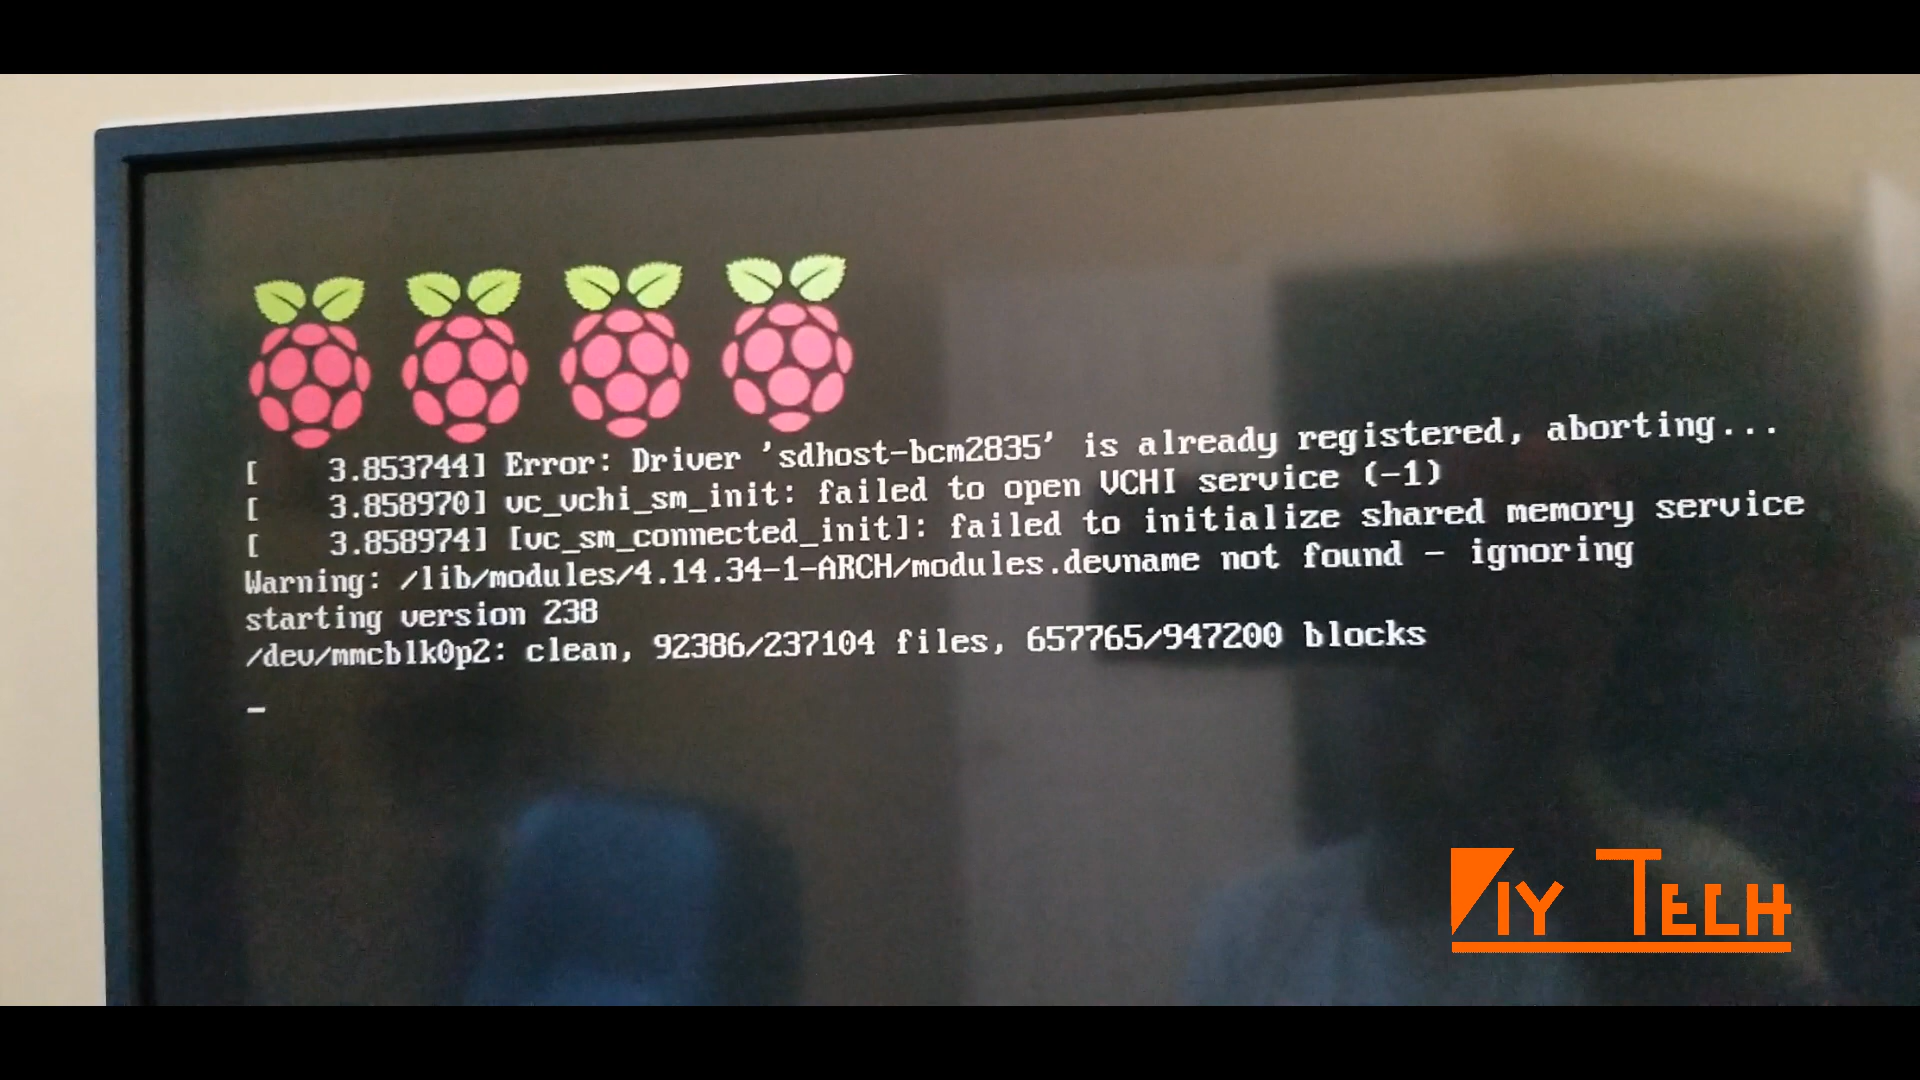 [    3.853744] Error: Driver 'sdhost-bcm2835' is already registered, aborting...
[    3.858970] vc_vchi_sm_init: failed to open VCHI service (-1)
[    3.858974] [vc_sm_connected_init]: failed to initialize shared memory service
Warning: /lib/modules/4.14.34-1-ARCH/modules.devname not found - ignoring
starting version 238
/dev/mmcblk0p2: clean, 92386/237104 files, 657765/947200 blocks
_
DIY TECH